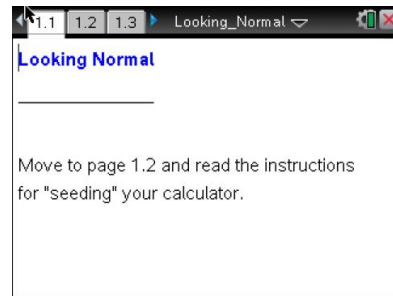 1.1 1.2 1.3 Looking_Normal
Looking Normal
Move to page 1.2 and read the instructions
for "seeding" your calculator.